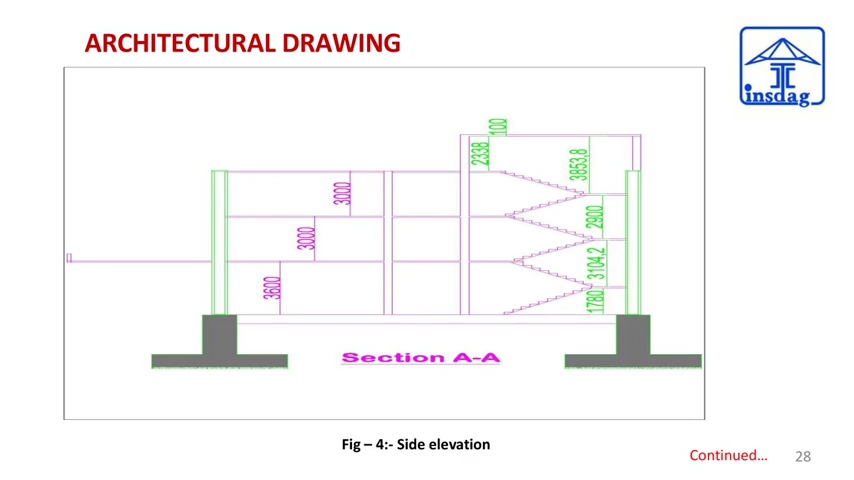 ARCHITECTURAL DRAWING
insdag
100
2338
3853,8
3000
2900
3000
3104,2
3600
1780
Section A-A
Fig – 4:- Side elevation
Continued…
28